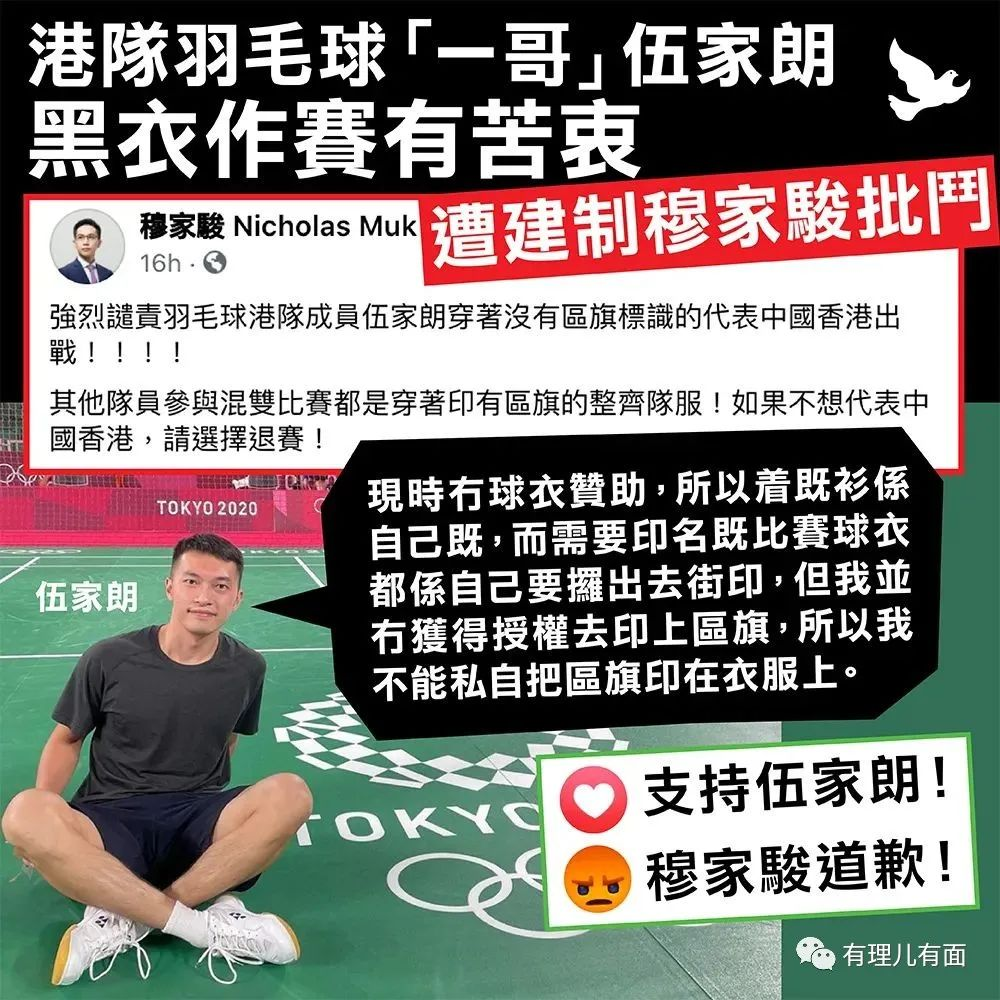 港隊羽毛球「一哥」伍家朗
黑衣作賽有苦衷
遭建制穆家駿批鬥
穆家駿 Nicholas Muk
16h ·
強烈譴責羽毛球港隊成員伍家朗穿著沒有區旗標識的代表中國香港出
戰！！！！
其他隊員參與混雙比賽都是穿著印有區旗的整齊隊服！如果不想代表中
國香港，請選擇退賽！
TOKYO 2020
現時冇球衣贊助，所以着既衫係
自己既，而需要印名既比賽球衣
都係自己要攞出去街印，但我並
冇獲得授權去印上區旗，所以我
不能私自把區旗印在衣服上。
伍家朗
TOKYO
支持伍家朗！
穆家駿道歉！
有理儿有面